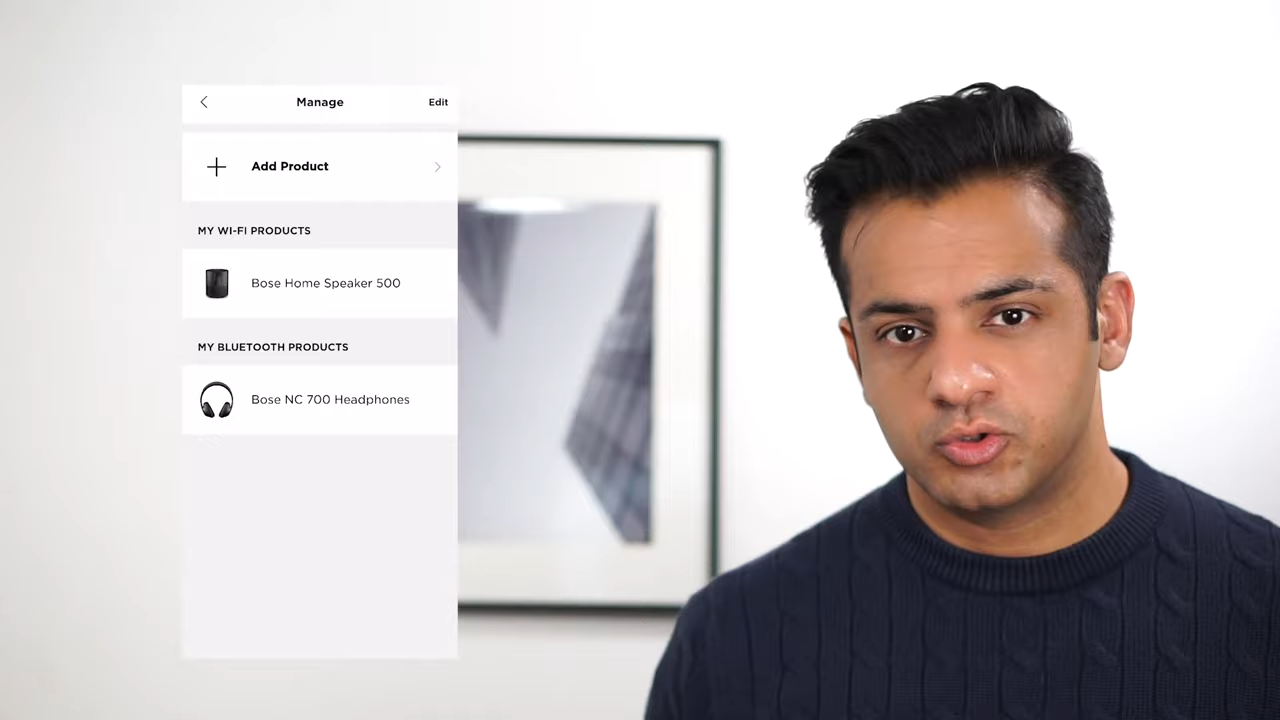 Manage
Edit
Add Product
MY WI-FI PRODUCTS
Bose Home Speaker 500
MY BLUETOOTH PRODUCTS
Bose NC 700 Headphones